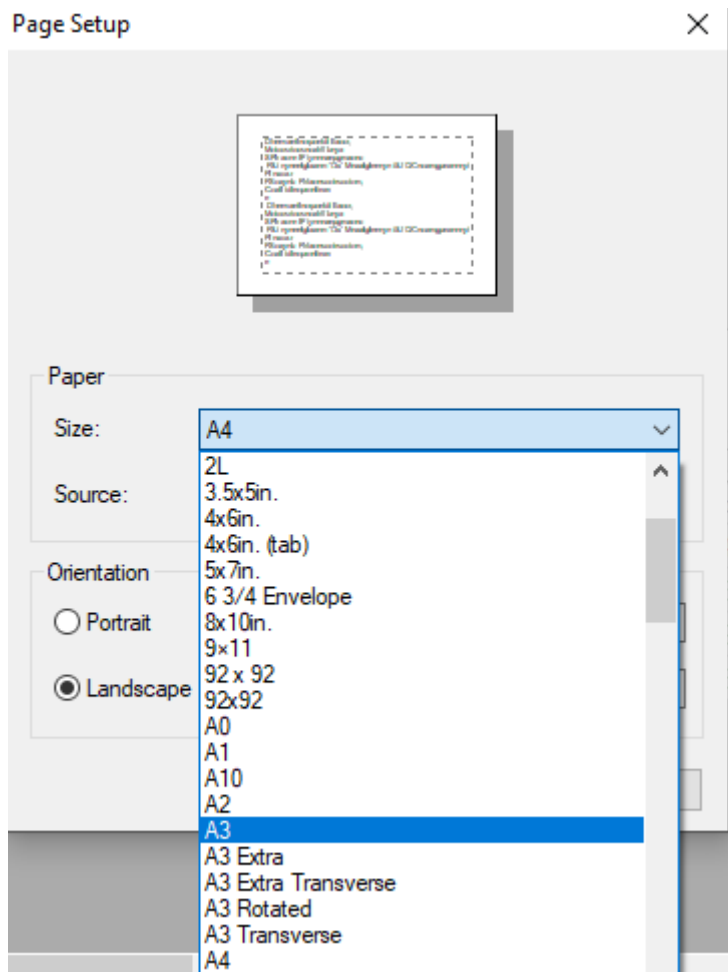 Page Setup
Paper
Size:
A4
Source:
2L
3.5x5in.
4x6in.
4x6in. (tab)
5x7in.
6 3/4 Envelope
8x10in.
9×11
92 x 92
92x92
A0
A1
A10
A2
A3
A3 Extra
A3 Extra Transverse
A3 Rotated
A3 Transverse
A4
Orientation
Portrait
Landscape